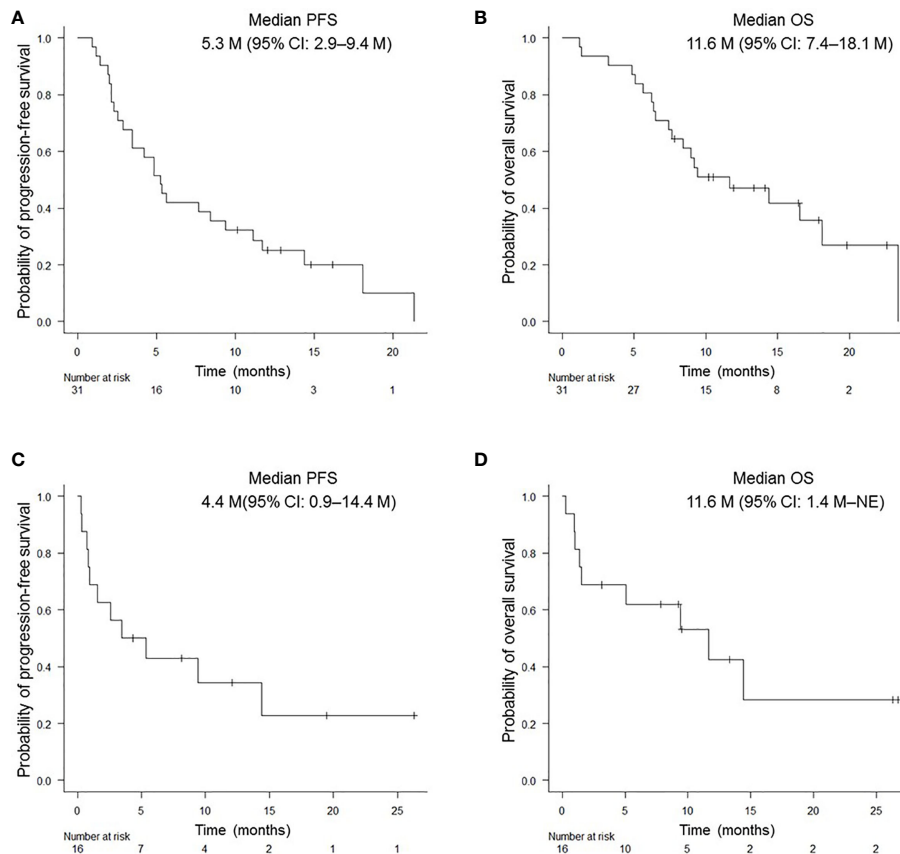 A
Median PFS
5.3 M (95% CI: 2.9–9.4 M)
Probability of progression-free survival
1.0
0.8
0.6
0.4
0.2
0.0
0 5 10 15 20
Time (months)
Number at risk
31 16 10 3 1
B
Median OS
11.6 M (95% CI: 7.4–18.1 M)
Probability of overall survival
1.0
0.8
0.6
0.4
0.2
0.0
0 5 10 15 20
Time (months)
Number at risk
31 27 15 8 2
C
Median PFS
4.4 M(95% CI: 0.9–14.4 M)
Probability of progression-free survival
1.0
0.8
0.6
0.4
0.2
0.0
0 5 10 15 20 25
Time (months)
Number at risk
16 7 4 2 1 1
D
Median OS
11.6 M (95% CI: 1.4 M–NE)
Probability of overall survival
1.0
0.8
0.6
0.4
0.2
0.0
0 5 10 15 20 25
Time (months)
Number at risk
16 10 5 2 2 2